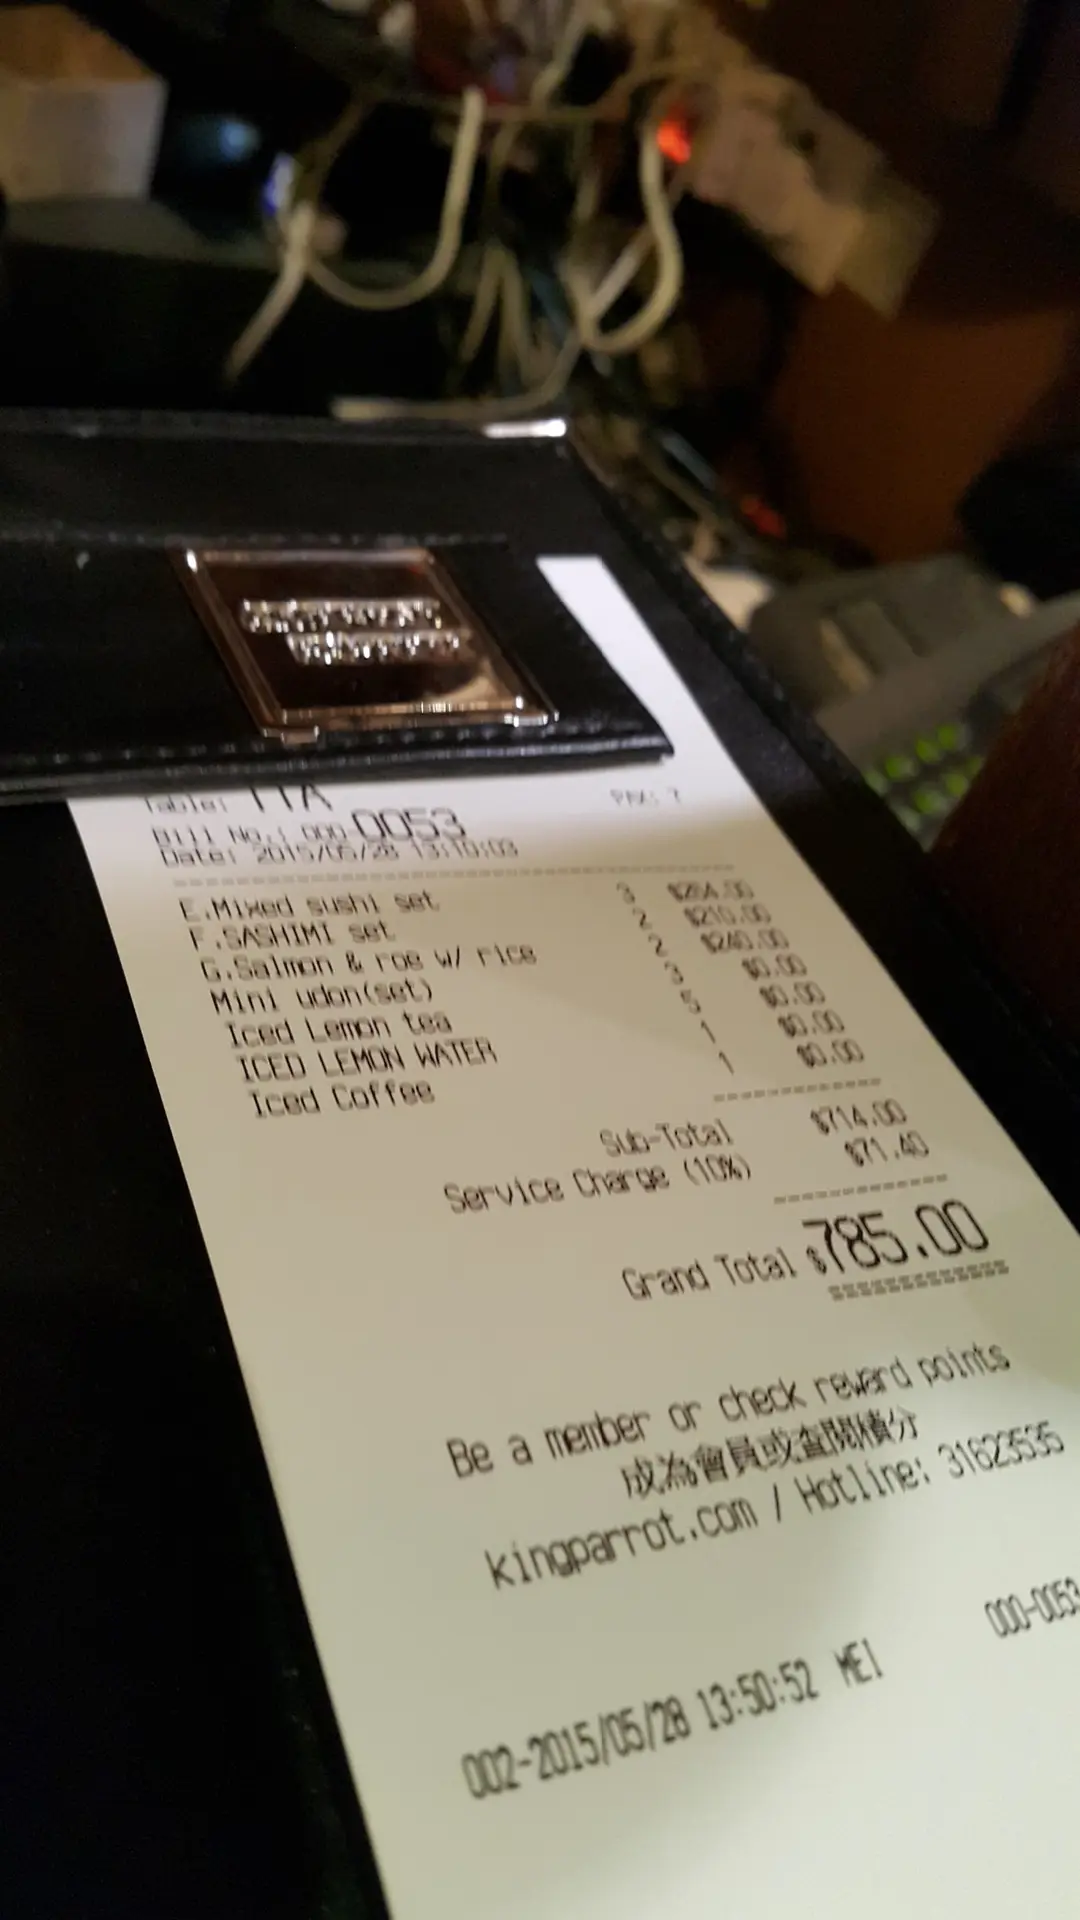 Table: 11A PAX: 7
Bill No.: 000-0053
Date: 2015/05/28 13:10:03
E.Mixed sushi set 3 $264.00
F.SASHIMI set 2 $210.00
G.Salmon & roe w/ rice 2 $240.00
Mini udon(set) 3 $0.00
Iced Lemon tea 5 $0.00
ICED LEMON WATER 1 $0.00
Iced Coffee 1 $0.00
Sub-Total $714.00
Service Charge (10%) $71.40
Grand Total $785.00
Be a member or check reward points
成為會員或查閱積分
kingparrot.com / Hotline: 31623535
000-0053
002-2015/05/28 13:50:52 MEI